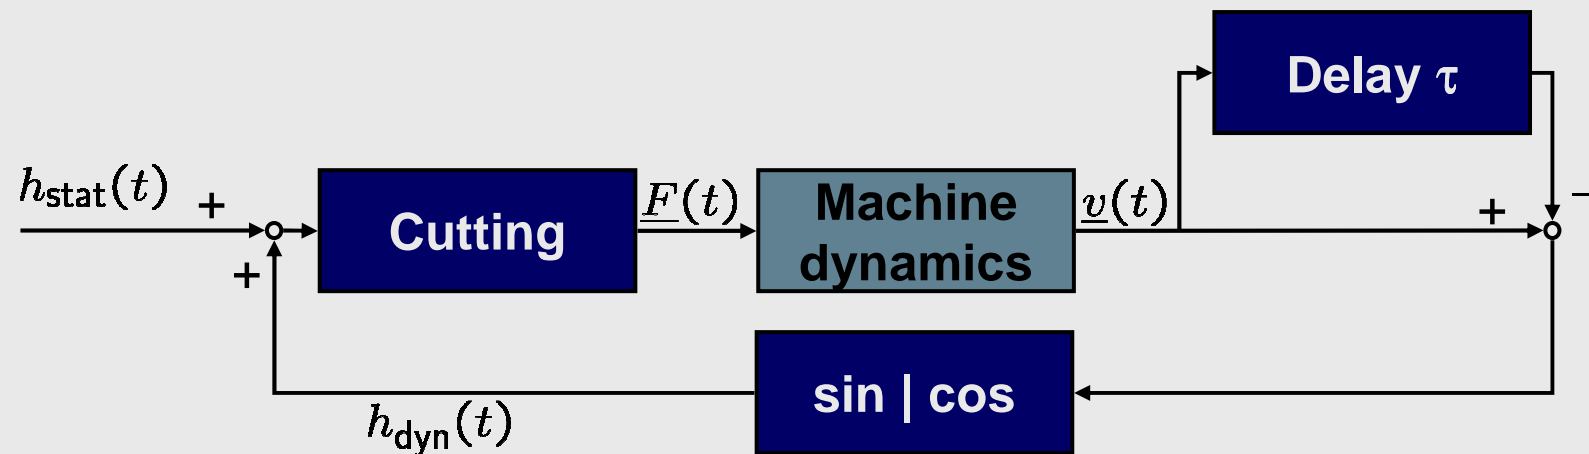 Delay τ
h_stat(t)
+
Cutting
F(t)
Machine
dynamics
v(t)
+
−
+
sin | cos
h_dyn(t)